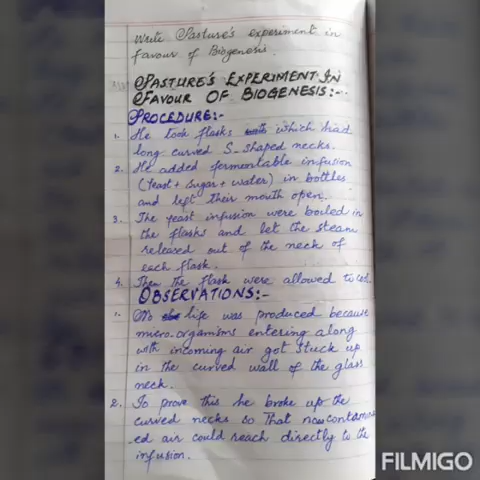 Write Pasture's experiment in
favour of Biogenesis.
PASTURE'S EXPERIMENT IN
FAVOUR OF BIOGENESIS:-
PROCEDURE:-
1. He took flasks which had
long curved S-shaped necks.
2. He added fermentable infusion
(yeast + sugar + water) in bottles
and left their mouth open.
3. The yeast infusion were boiled in
the flasks and let the steam
released out of the neck of
each flask.
4. Then the flask were allowed to cool.
OBSERVATIONS:-
1. No life was produced because
micro-organisms entering along
with incoming air got stuck up
in the curved wall of the glass
neck.
2. To prove this he broke up the
curved necks so that now contamin
ed air could reach directly to the
infusion.
FILMIGO